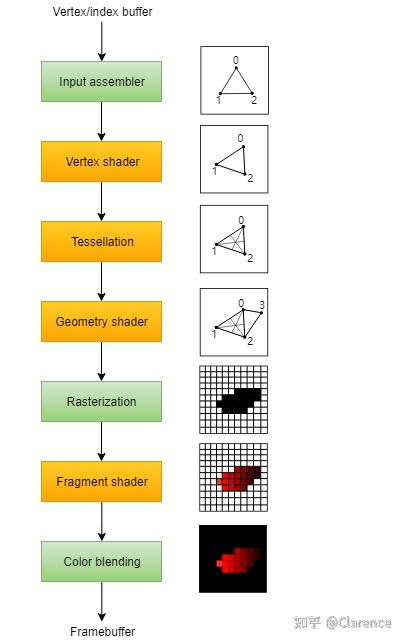 Vertex/index buffer
Input assembler
0
1
2
Vertex shader
0
1
2
Tessellation
0
1
2
Geometry shader
0
3
1
2
Rasterization
Fragment shader
Color blending
Framebuffer
知乎 @Clarence